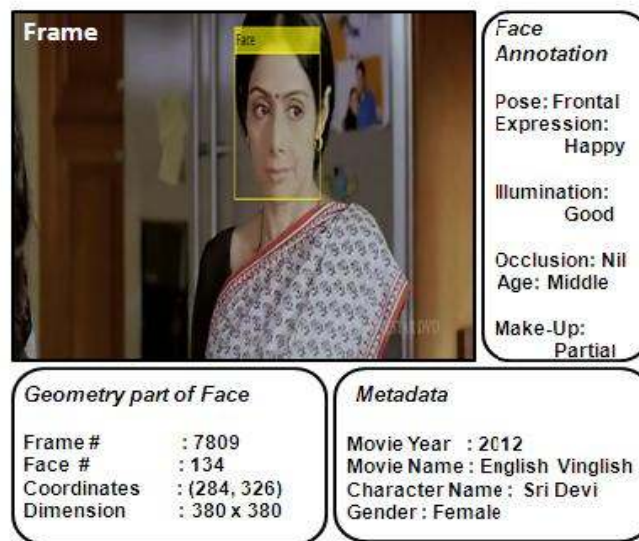 Frame
Face
Face
Annotation
Pose: Frontal
Expression:
Happy
Illumination:
Good
Occlusion: Nil
Age: Middle
Make-Up:
Partial
Geometry part of Face
Frame # : 7809
Face # : 134
Coordinates : (284, 326)
Dimension : 380 x 380
Metadata
Movie Year : 2012
Movie Name : English Vinglish
Character Name : Sri Devi
Gender : Female